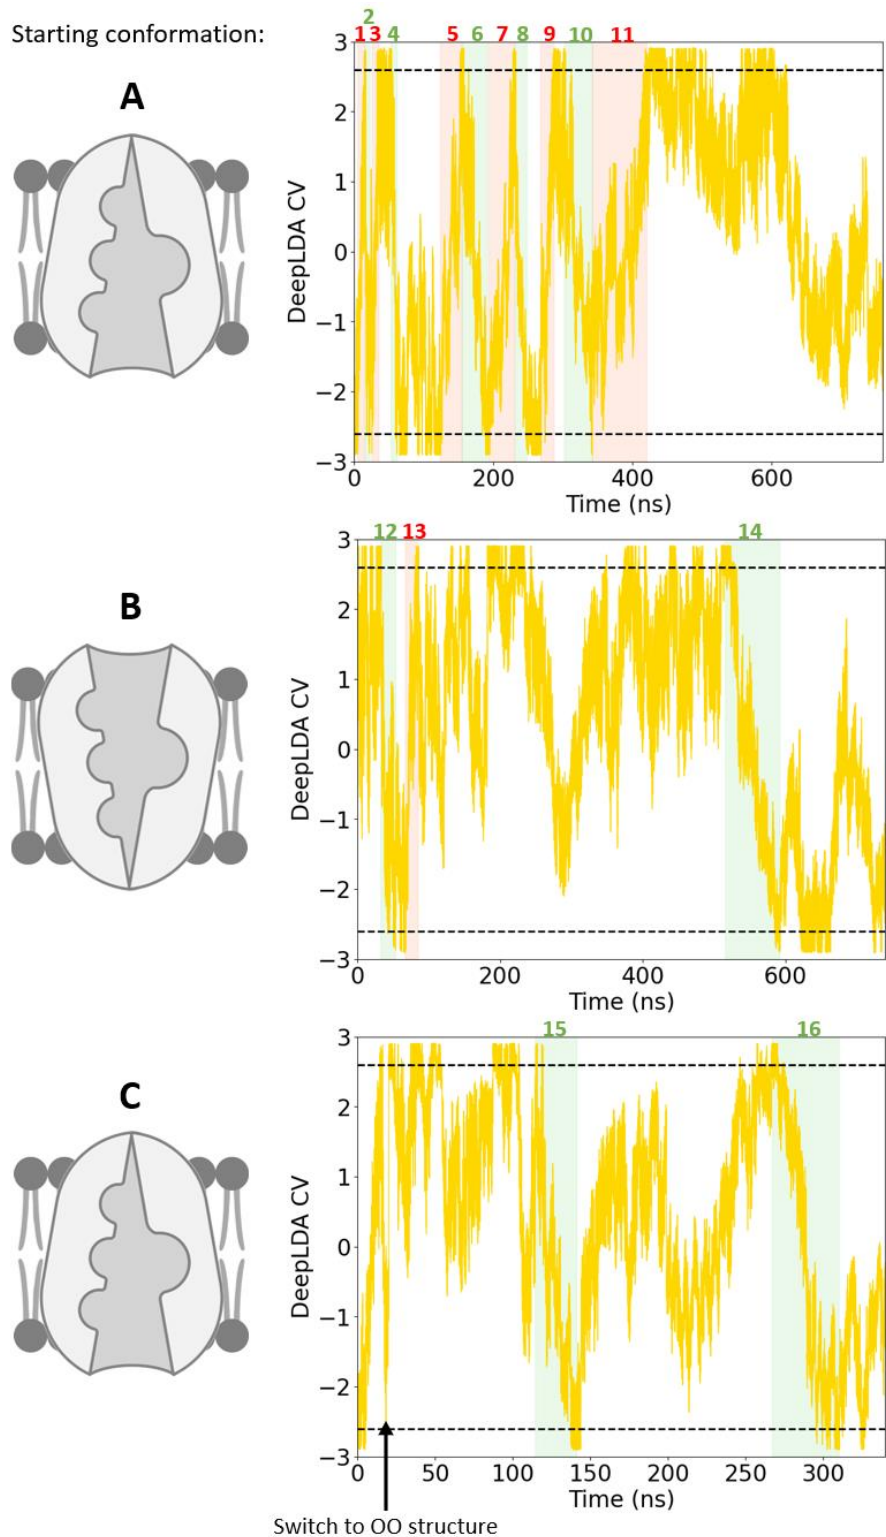 Starting conformation:
2
1 3 4 5 6 7 8 9 10 11
A
3
2
1
0
−1
−2
−3
DeepLDA CV
0 200 400 600
Time (ns)
12 13 14
B
3
2
1
0
−1
−2
−3
DeepLDA CV
0 200 400 600
Time (ns)
15 16
C
3
2
1
0
−1
−2
−3
DeepLDA CV
0 50 100 150 200 250 300
Time (ns)
Switch to OO structure